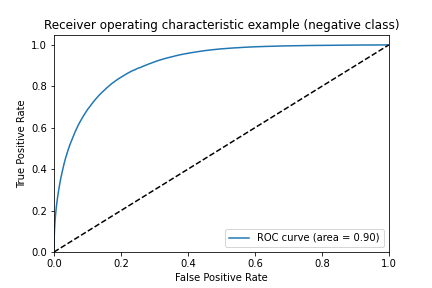 Receiver operating characteristic example (negative class)
True Positive Rate
1.0
0.8
0.6
0.4
0.2
0.0
ROC curve (area = 0.90)
0.0 0.2 0.4 0.6 0.8 1.0
False Positive Rate